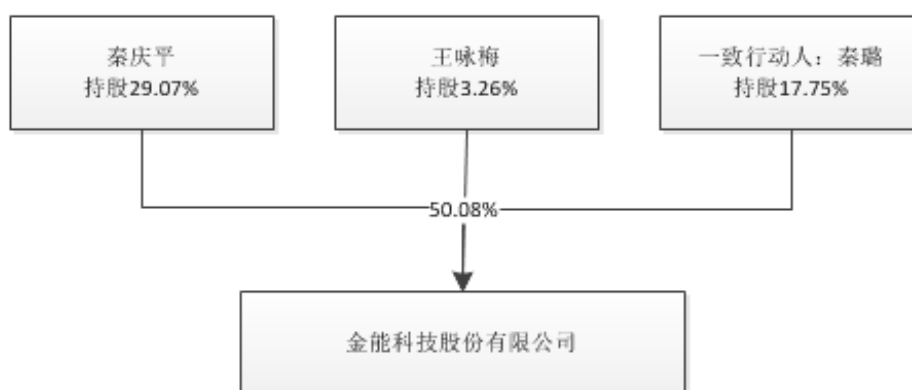 秦庆平
持股29.07%
王咏梅
持股3.26%
一致行动人：秦璐
持股17.75%
50.08%
金能科技股份有限公司